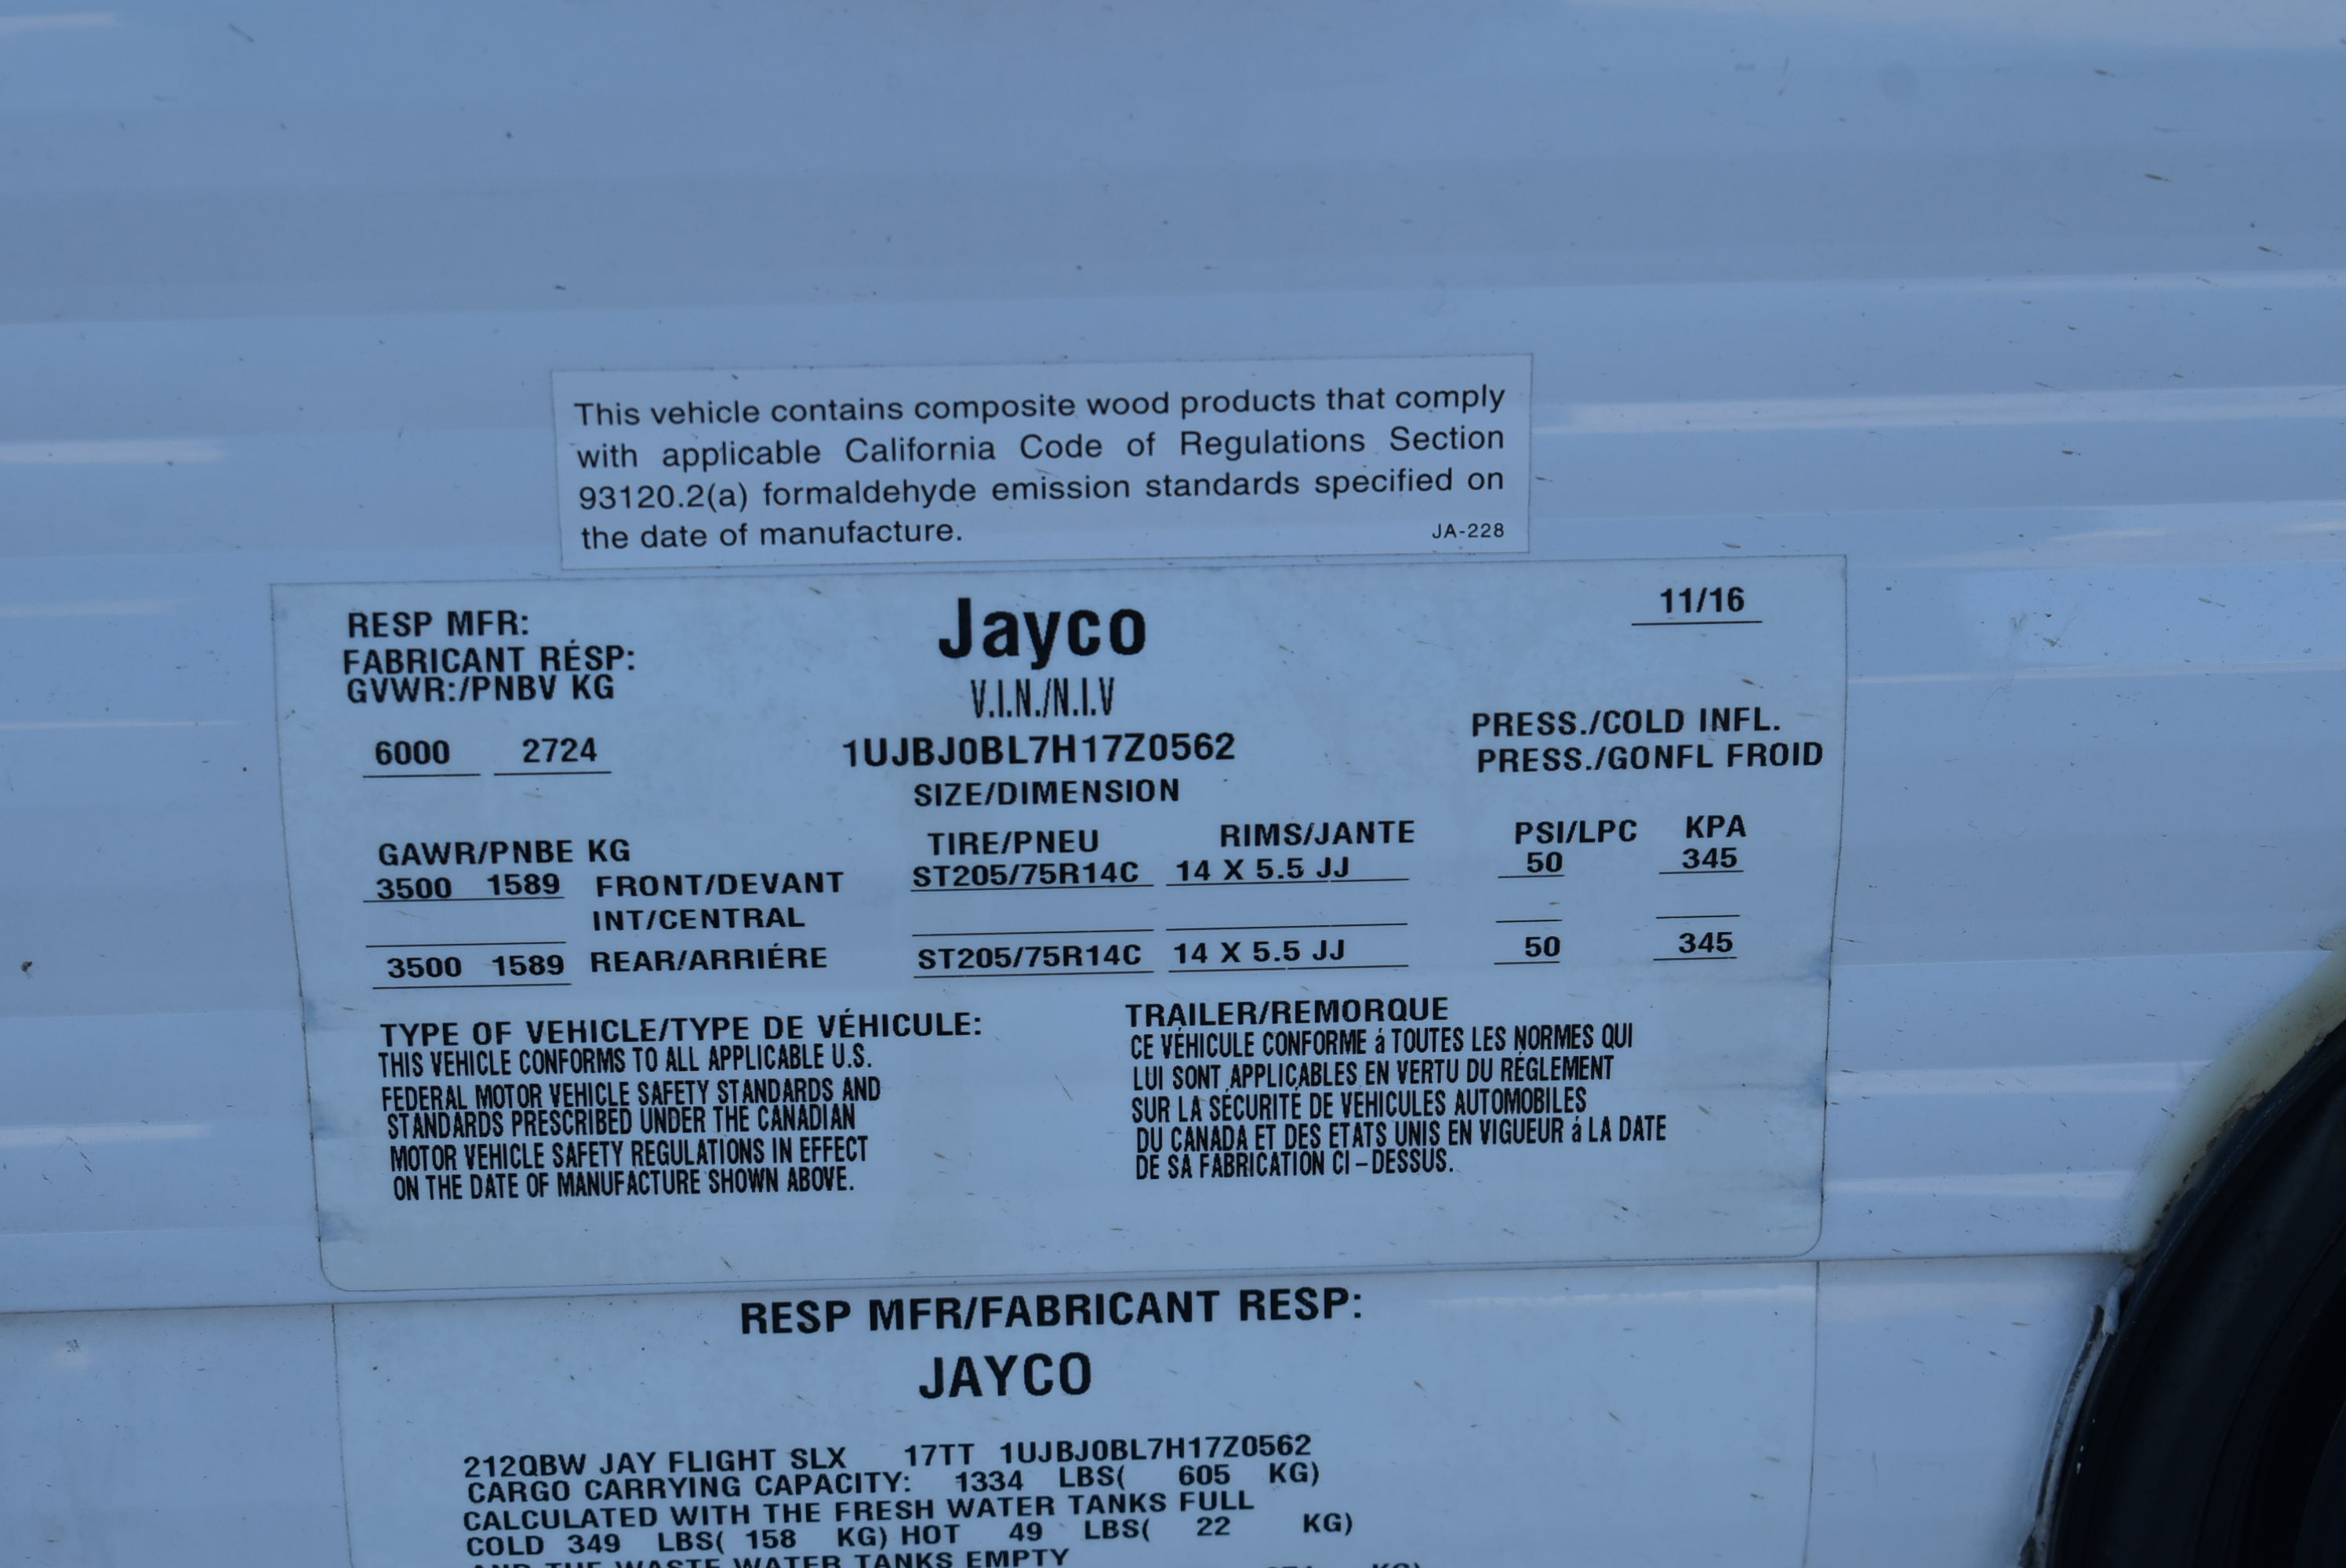 This vehicle contains composite wood products that comply
with applicable California Code of Regulations Section
93120.2(a) formaldehyde emission standards specified on
the date of manufacture. JA-228
RESP MFR: Jayco 11/16
FABRICANT RÉSP:
GVWR:/PNBV KG V.I.N./N.I.V
6000 2724 1UJBJ0BL7H17Z0562 PRESS./COLD INFL.
PRESS./GONFL FROID
SIZE/DIMENSION
GAWR/PNBE KG TIRE/PNEU RIMS/JANTE PSI/LPC KPA
3500 1589 FRONT/DEVANT ST205/75R14C 14 X 5.5 JJ 50 345
INT/CENTRAL
3500 1589 REAR/ARRIÉRE ST205/75R14C 14 X 5.5 JJ 50 345
TYPE OF VEHICLE/TYPE DE VÉHICULE: TRAILER/REMORQUE
THIS VEHICLE CONFORMS TO ALL APPLICABLE U.S.
FEDERAL MOTOR VEHICLE SAFETY STANDARDS AND
STANDARDS PRESCRIBED UNDER THE CANADIAN
MOTOR VEHICLE SAFETY REGULATIONS IN EFFECT
ON THE DATE OF MANUFACTURE SHOWN ABOVE.
CE VÉHICULE CONFORME á TOUTES LES NORMES QUI
LUI SONT APPLICABLES EN VERTU DU RÉGLEMENT
SUR LA SÉCURITÉ DE VÉHICULES AUTOMOBILES
DU CANADA ET DES ETATS UNIS EN VIGUEUR á LA DATE
DE SA FABRICATION CI-DESSUS.
RESP MFR/FABRICANT RESP:
JAYCO
212QBW JAY FLIGHT SLX 17TT 1UJBJ0BL7H17Z0562
CARGO CARRYING CAPACITY: 1334 LBS( 605 KG)
CALCULATED WITH THE FRESH WATER TANKS FULL
COLD 349 LBS( 158 KG) HOT 49 LBS( 22 KG)
AND THE WASTE WATER TANKS EMPTY